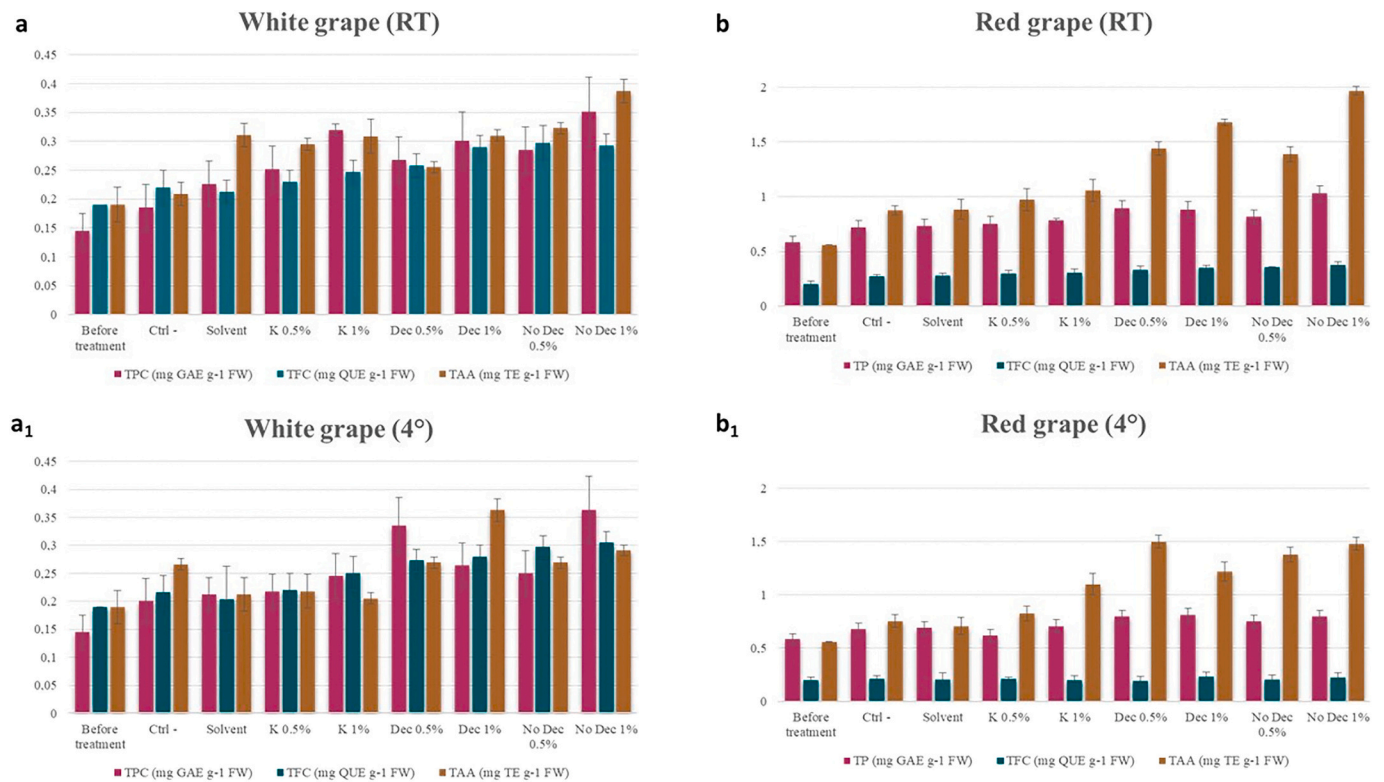 a
White grape (RT)
0.45
0.4
0.35
0.3
0.25
0.2
0.15
0.1
0.05
0
Before treatment Ctrl - Solvent K 0.5% K 1% Dec 0.5% Dec 1% No Dec 0.5% No Dec 1%
TPC (mg GAE g-1 FW) TFC (mg QUE g-1 FW) TAA (mg TE g-1 FW)
b
Red grape (RT)
2
1.5
1
0.5
0
Before treatment Ctrl - Solvent K 0.5% K 1% Dec 0.5% Dec 1% No Dec 0.5% No Dec 1%
TP (mg GAE g-1 FW) TFC (mg QUE g-1 FW) TAA (mg TE g-1 FW)
a₁
White grape (4°)
0.45
0.4
0.35
0.3
0.25
0.2
0.15
0.1
0.05
0
Before treatment Ctrl - Solvent K 0.5% K 1% Dec 0.5% Dec 1% No Dec 0.5% No Dec 1%
TPC (mg GAE g-1 FW) TFC (mg QUE g-1 FW) TAA (mg TE g-1 FW)
b₁
Red grape (4°)
2
1.5
1
0.5
0
Before treatment Ctrl - Solvent K 0.5% K 1% Dec 0.5% Dec 1% No Dec 0.5% No Dec 1%
TP (mg GAE g-1 FW) TFC (mg QUE g-1 FW) TAA (mg TE g-1 FW)